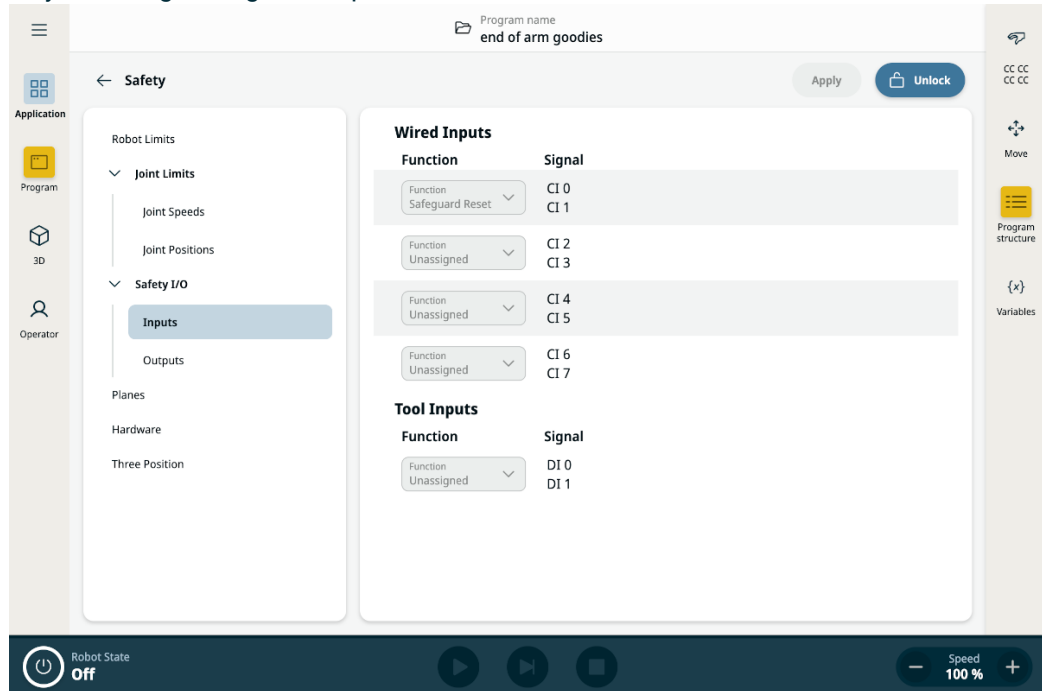 Program name
end of arm goodies
CC CC
CC CC
Safety
Apply
Unlock
Application
Program
3D
Operator
Robot Limits
Joint Limits
Joint Speeds
Joint Positions
Safety I/O
Inputs
Outputs
Planes
Hardware
Three Position
Wired Inputs
Function Signal
Function
Safeguard Reset
CI 0
CI 1
Function
Unassigned
CI 2
CI 3
Function
Unassigned
CI 4
CI 5
Function
Unassigned
CI 6
CI 7
Tool Inputs
Function Signal
Function
Unassigned
DI 0
DI 1
Move
Program
structure
{x}
Variables
Robot State
Off
Speed
100 %